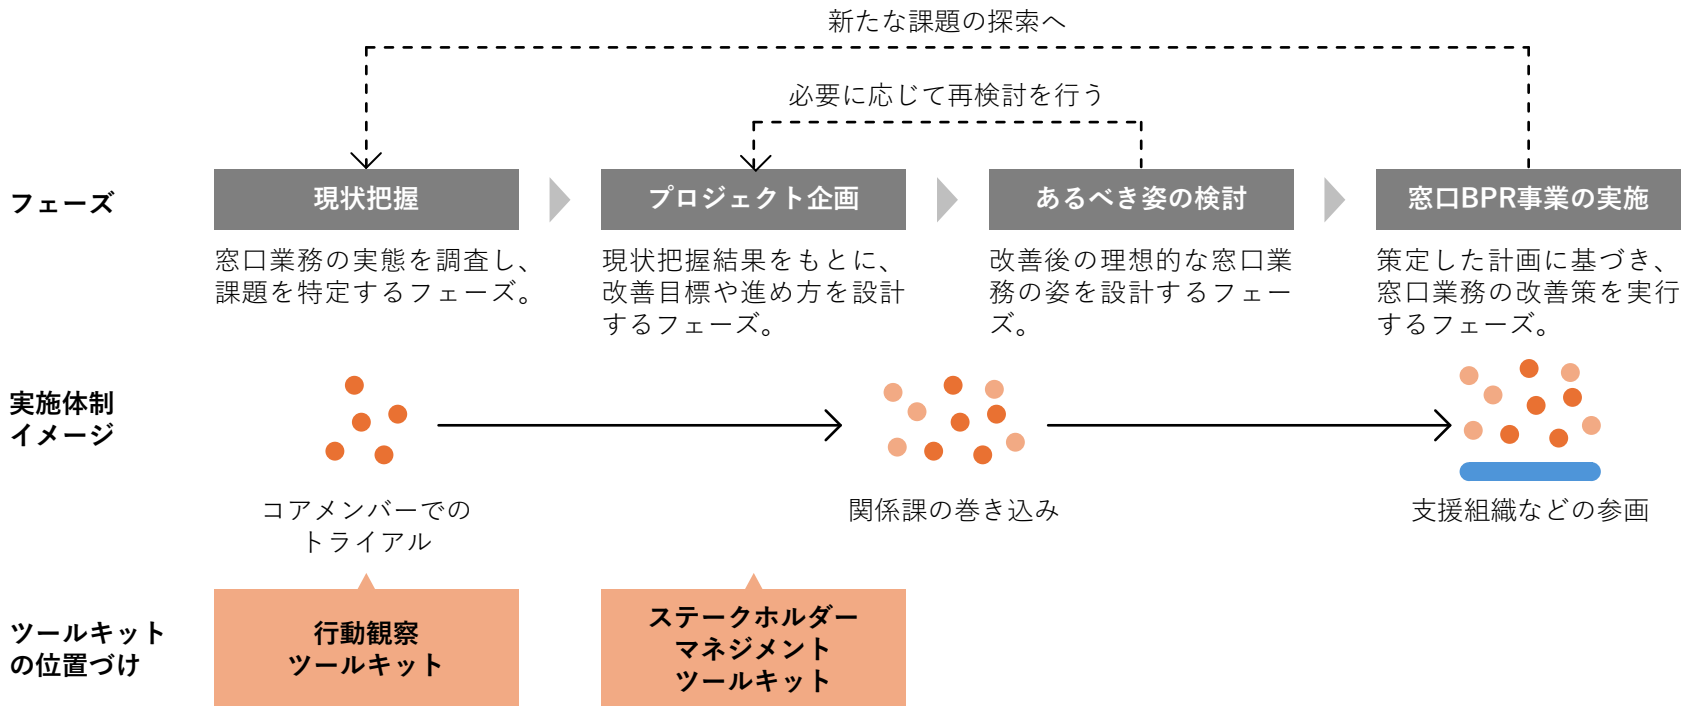 新たな課題の探索へ
必要に応じて再検討を行う
フェーズ
現状把握
プロジェクト企画
あるべき姿の検討
窓口BPR事業の実施
窓口業務の実態を調査し、
課題を特定するフェーズ。
現状把握結果をもとに、
改善目標や進め方を設計
するフェーズ。
改善後の理想的な窓口業
務の姿を設計するフェー
ズ。
策定した計画に基づき、
窓口業務の改善策を実行
するフェーズ。
実施体制
イメージ
コアメンバーでの
トライアル
関係課の巻き込み
支援組織などの参画
ツールキット
の位置づけ
行動観察
ツールキット
ステークホルダー
マネジメント
ツールキット